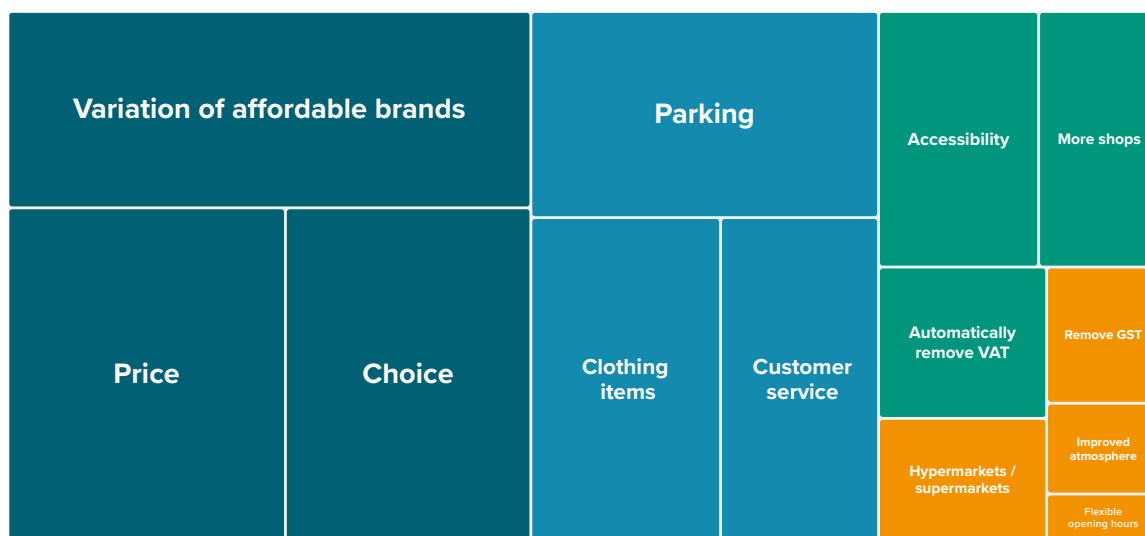 Variation of affordable brands
Price
Choice
Parking
Clothing
items
Customer
service
Accessibility
More shops
Automatically
remove VAT
Remove GST
Hypermarkets /
supermarkets
Improved
atmosphere
Flexible
opening hours